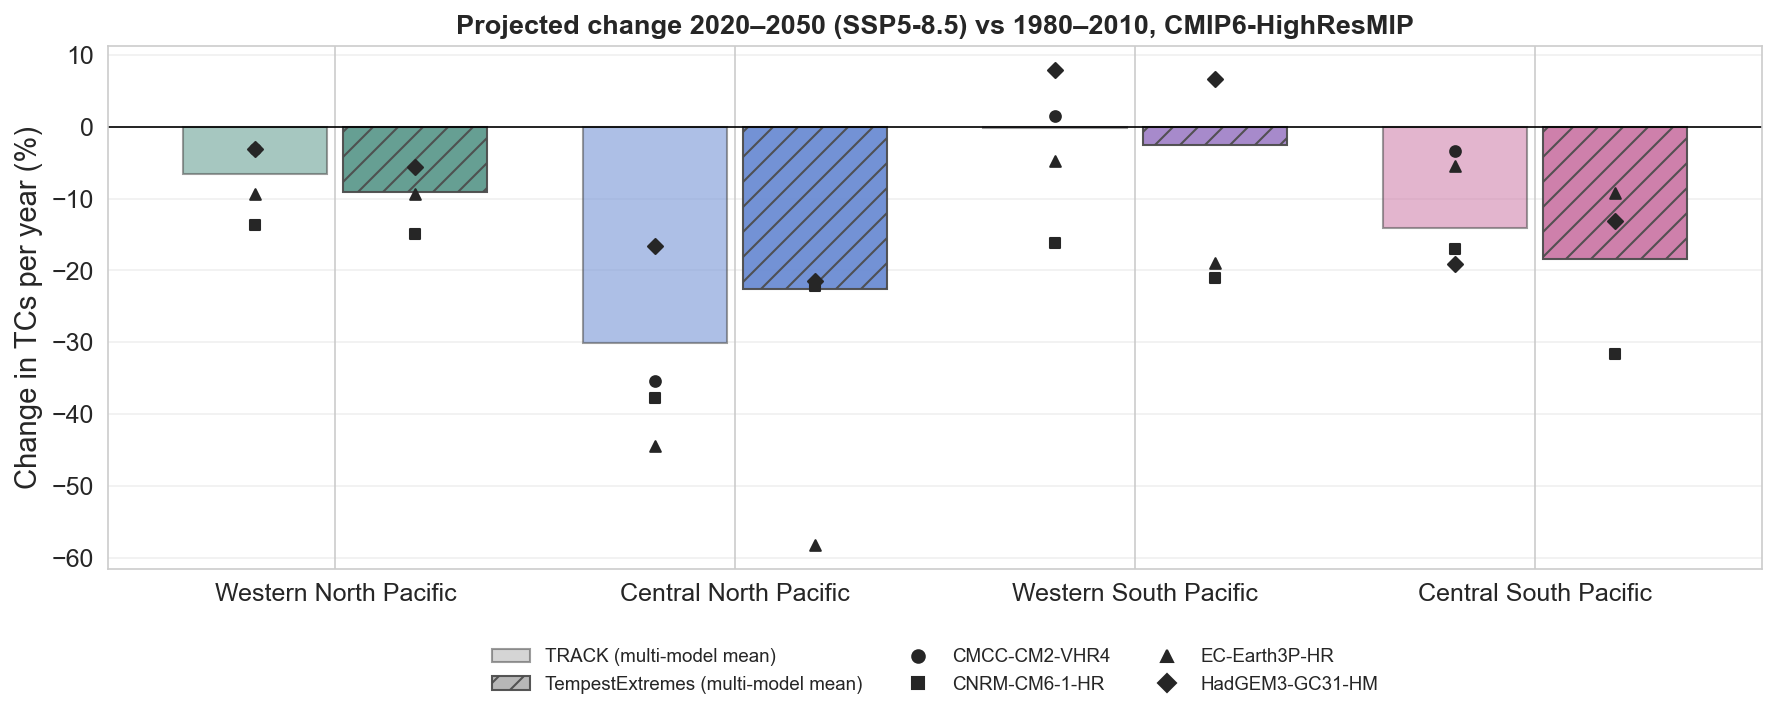 Projected change 2020–2050 (SSP5-8.5) vs 1980–2010, CMIP6-HighResMIP
Change in TCs per year (%)
10
0
−10
−20
−30
−40
−50
−60
Western North Pacific
Central North Pacific
Western South Pacific
Central South Pacific
TRACK (multi-model mean)
TempestExtremes (multi-model mean)
CMCC-CM2-VHR4
CNRM-CM6-1-HR
EC-Earth3P-HR
HadGEM3-GC31-HM